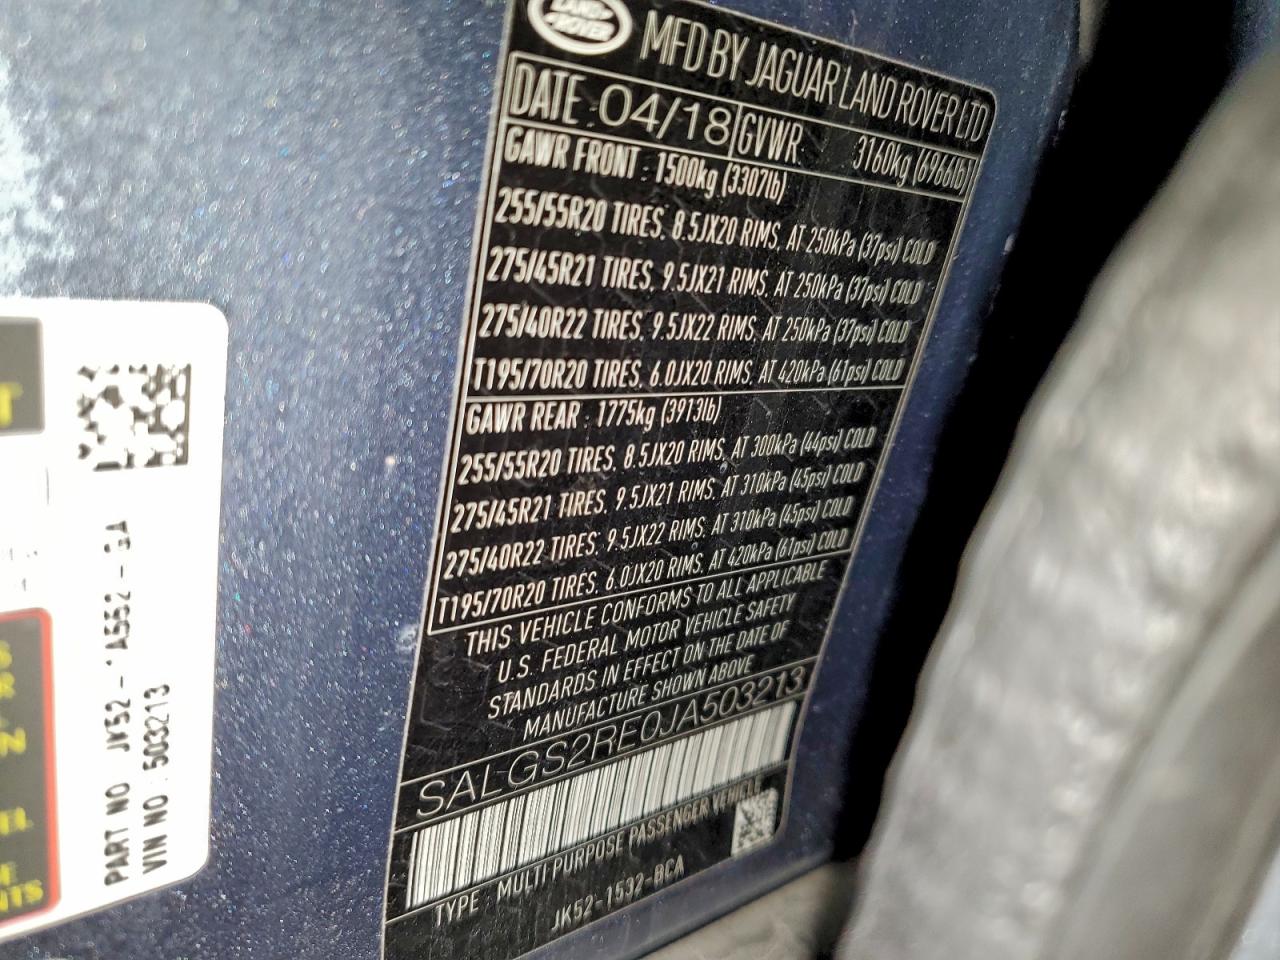 LAND ROVER
MFD BY JAGUAR LAND ROVER LTD
DATE : 04/18 GVWR 3160kg (6966lb)
GAWR FRONT : 1500kg (3307lb)
255/55R20 TIRES, 8.5JX20 RIMS, AT 250kPa (37psi) COLD
275/45R21 TIRES, 9.5JX21 RIMS, AT 250kPa (37psi) COLD
275/40R22 TIRES, 9.5JX22 RIMS, AT 250kPa (37psi) COLD
T195/70R20 TIRES, 6.0JX20 RIMS, AT 420kPa (61psi) COLD
GAWR REAR : 1775kg (3913lb)
255/55R20 TIRES, 8.5JX20 RIMS, AT 300kPa (44psi) COLD
275/45R21 TIRES, 9.5JX21 RIMS, AT 310kPa (45psi) COLD
275/40R22 TIRES, 9.5JX22 RIMS, AT 310kPa (45psi) COLD
T195/70R20 TIRES, 6.0JX20 RIMS, AT 420kPa (61psi) COLD
THIS VEHICLE CONFORMS TO ALL APPLICABLE
U.S. FEDERAL MOTOR VEHICLE SAFETY
STANDARDS IN EFFECT ON THE DATE OF
MANUFACTURE SHOWN ABOVE
SALGS2RE0JA503213
TYPE MULTI PURPOSE PASSENGER VEHICLE
JK52-1532-BCA
PART NO JK52-1A552-GA
VIN NO : 503213